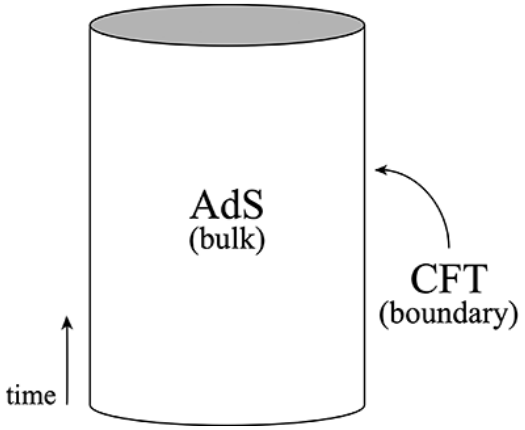 AdS
(bulk)
CFT
(boundary)
time